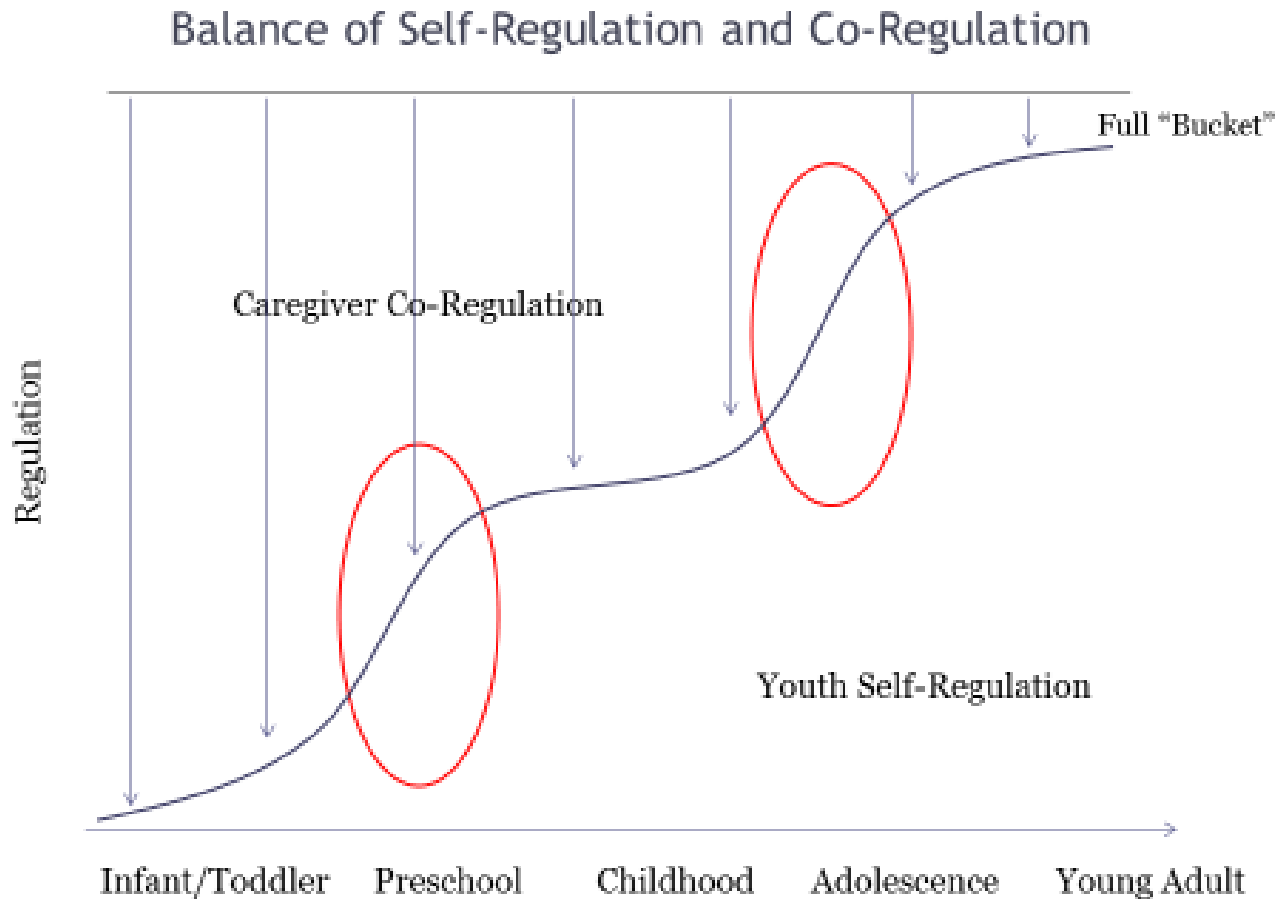 Balance of Self-Regulation and Co-Regulation
Full “Bucket”
Caregiver Co-Regulation
Regulation
Youth Self-Regulation
Infant/Toddler
Preschool
Childhood
Adolescence
Young Adult